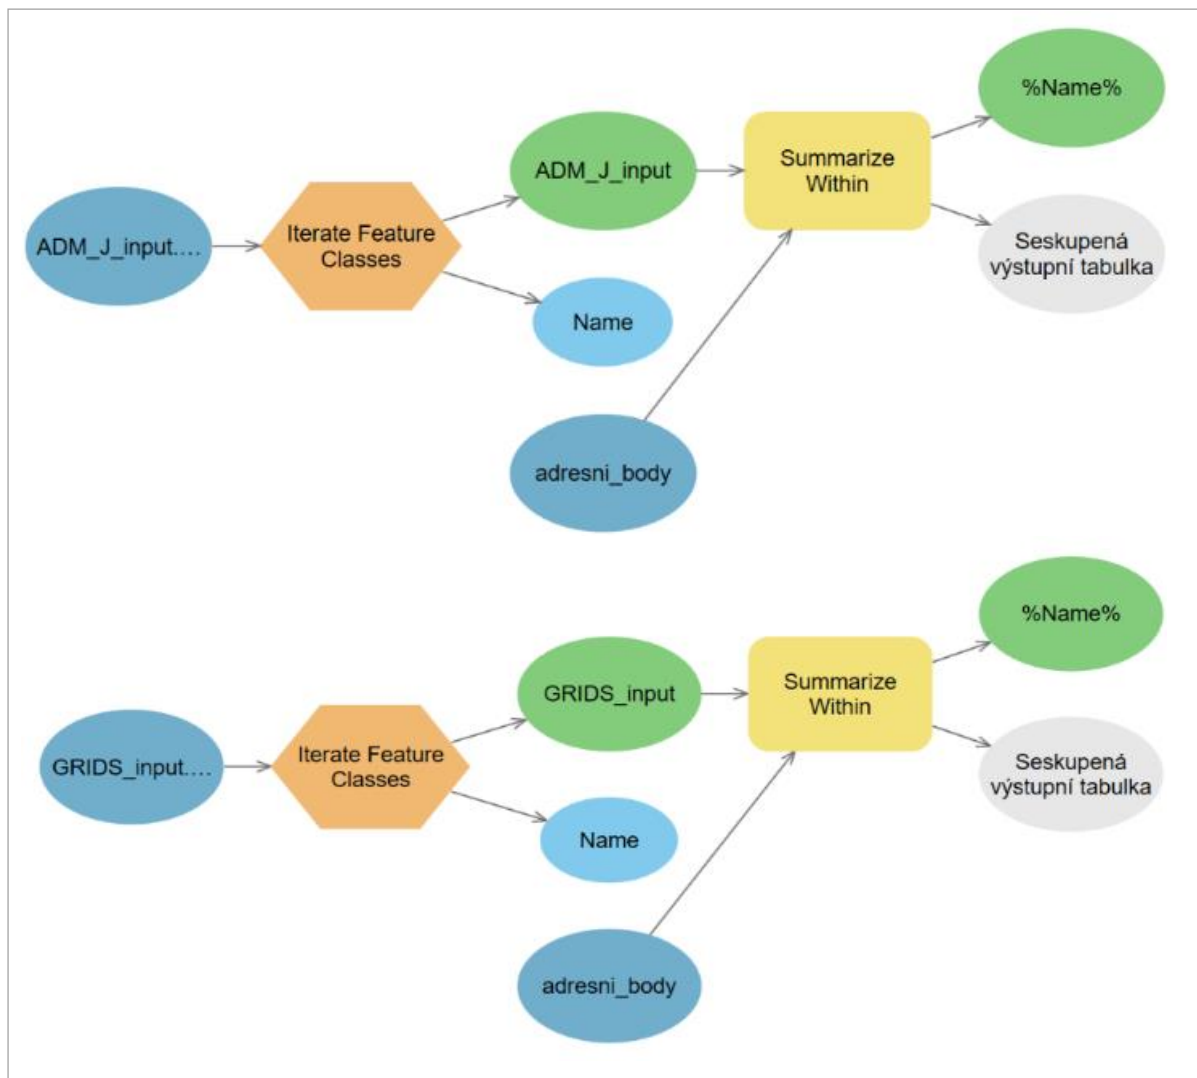 %Name%
ADM_J_input
Summarize
Within
ADM_J_input....
Iterate Feature
Classes
Seskupená
výstupní tabulka
Name
adresni_body
%Name%
GRIDS_input
Summarize
Within
GRIDS_input....
Iterate Feature
Classes
Seskupená
výstupní tabulka
Name
adresni_body